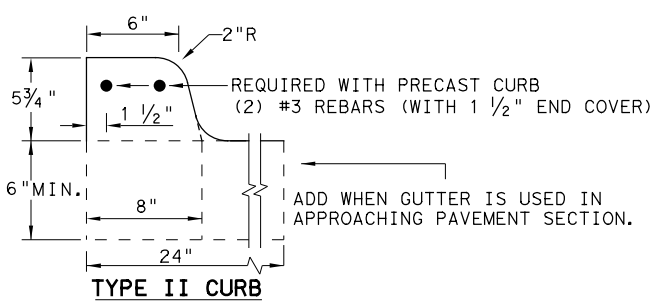 6"
2"R
5¾"
REQUIRED WITH PRECAST CURB
1 ½"
(2) #3 REBARS (WITH 1 ½" END COVER)
6"MIN.
8"
ADD WHEN GUTTER IS USED IN
APPROACHING PAVEMENT SECTION.
24"
TYPE II CURB